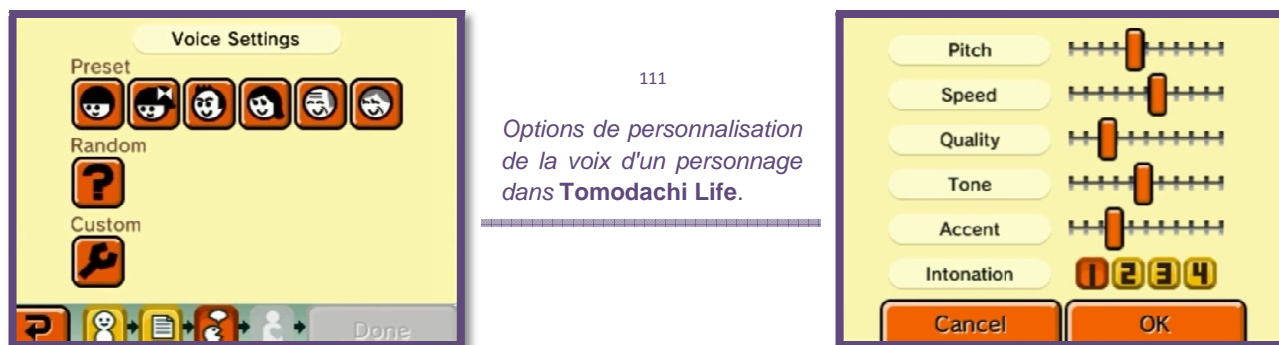 Voice Settings
Preset
Random
?
Custom
Done
111
Options de personnalisation
de la voix d'un personnage
dans Tomodachi Life.
Pitch
Speed
Quality
Tone
Accent
Intonation 1 2 3 4
Cancel OK